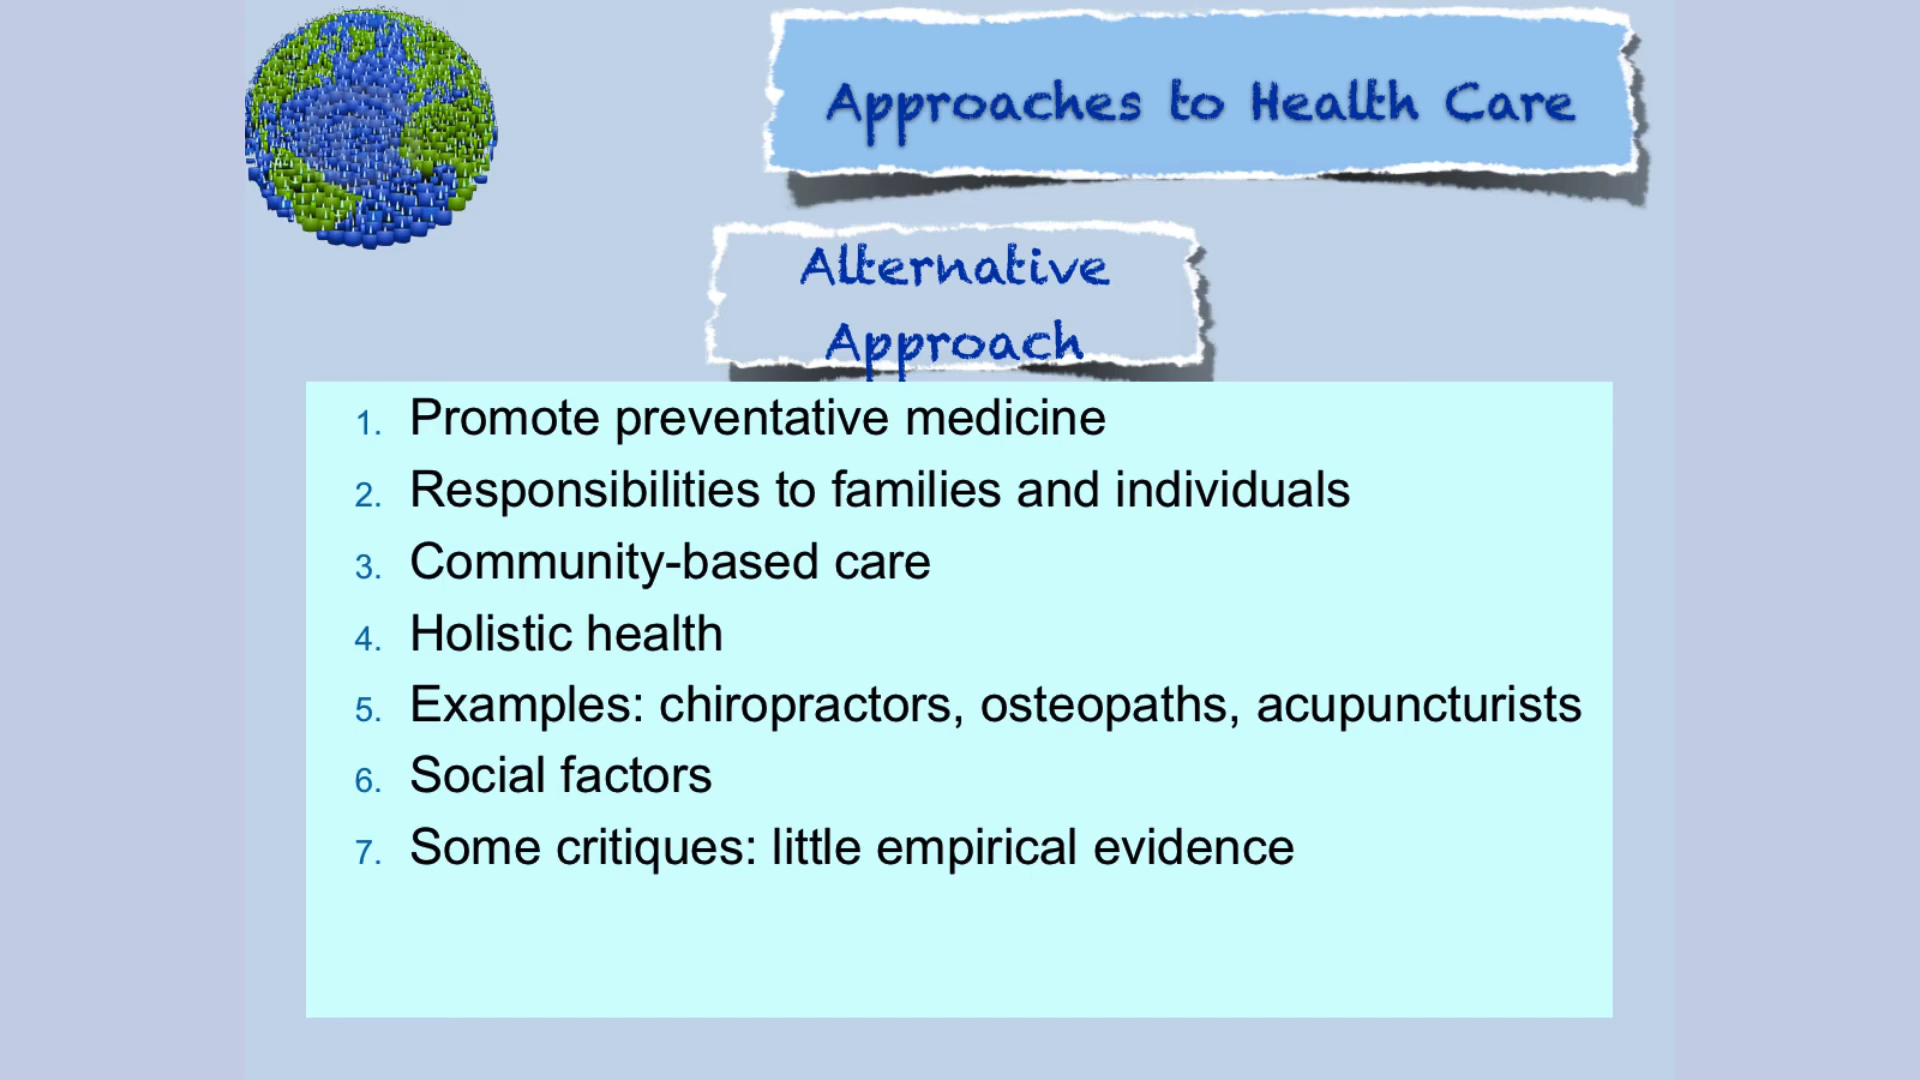 Approaches to Health Care
Alternative
Approach
1. Promote preventative medicine
2. Responsibilities to families and individuals
3. Community-based care
4. Holistic health
5. Examples: chiropractors, osteopaths, acupuncturists
6. Social factors
7. Some critiques: little empirical evidence